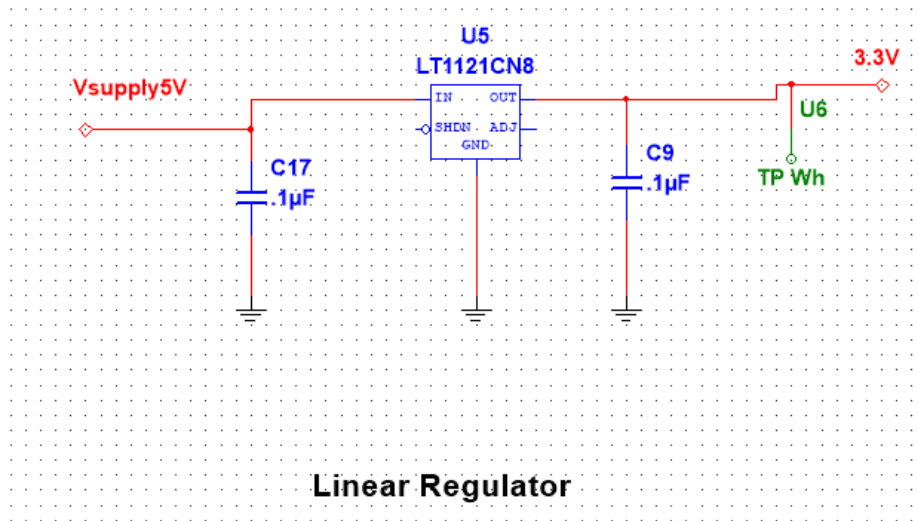 U5
LT1121CN8
Vsupply5V
3.3V
IN OUT
SHDN ADJ
GND
U6
C17
.1µF
C9
.1µF
TP Wh
Linear Regulator